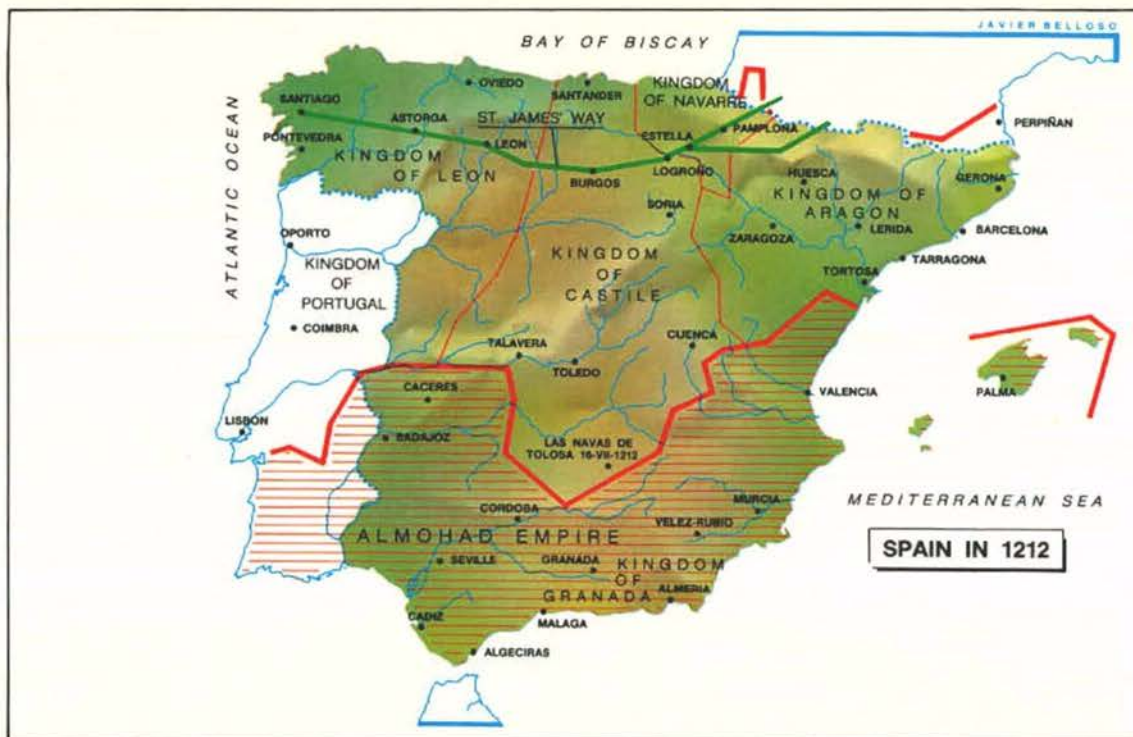 JAVIER BELLOSO
BAY OF BISCAY
ATLANTIC OCEAN
OVIEDO
SANTANDER
KINGDOM
OF NAVARRE
SANTIAGO
ASTORGA
ST. JAMES' WAY
PAMPLONA
PERPIÑAN
PONTEVEDRA
LEON
ESTELLA
KINGDOM
OF LEON
BURGOS
LOGROÑO
HUESCA
GERONA
KINGDOM OF
ARAGON
SORIA
ZARAGOZA
LERIDA
BARCELONA
OPORTO
KINGDOM
OF
PORTUGAL
KINGDOM
OF
CASTILE
TARRAGONA
TORTOSA
COIMBRA
CUENCA
TALAVERA
TOLEDO
CACERES
VALENCIA
PALMA
LISBON
BADAJOZ
LAS NAVAS DE
TOLOSA 16-VII-1212
MEDITERRANEAN SEA
CORDOBA
MURCIA
VELEZ-RUBIO
ALMOHAD EMPIRE
SPAIN IN 1212
SEVILLE
GRANADA
KINGDOM
OF
GRANADA
ALMERIA
CADIZ
MALAGA
ALGECIRAS